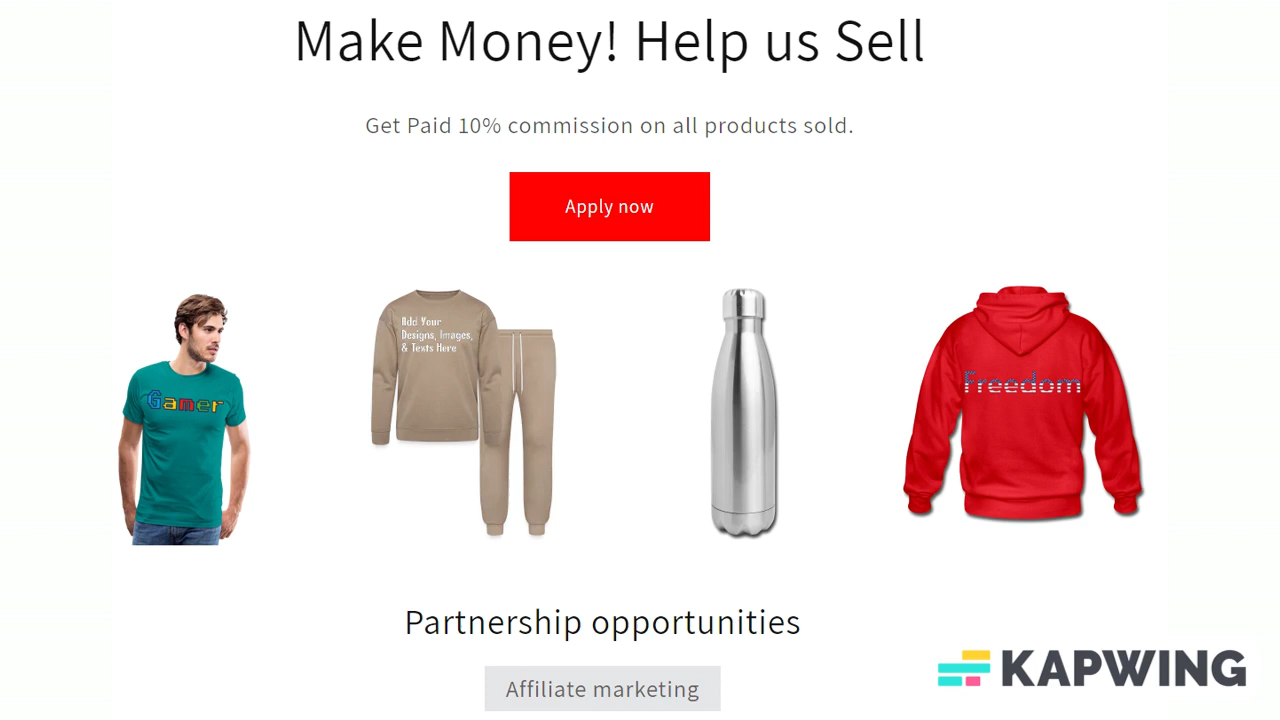 Make Money! Help us Sell
Get Paid 10% commission on all products sold.
Apply now
Gamer
Add Your
Designs, Images,
& Texts Here
Freedom
Partnership opportunities
Affiliate marketing
KAPWING